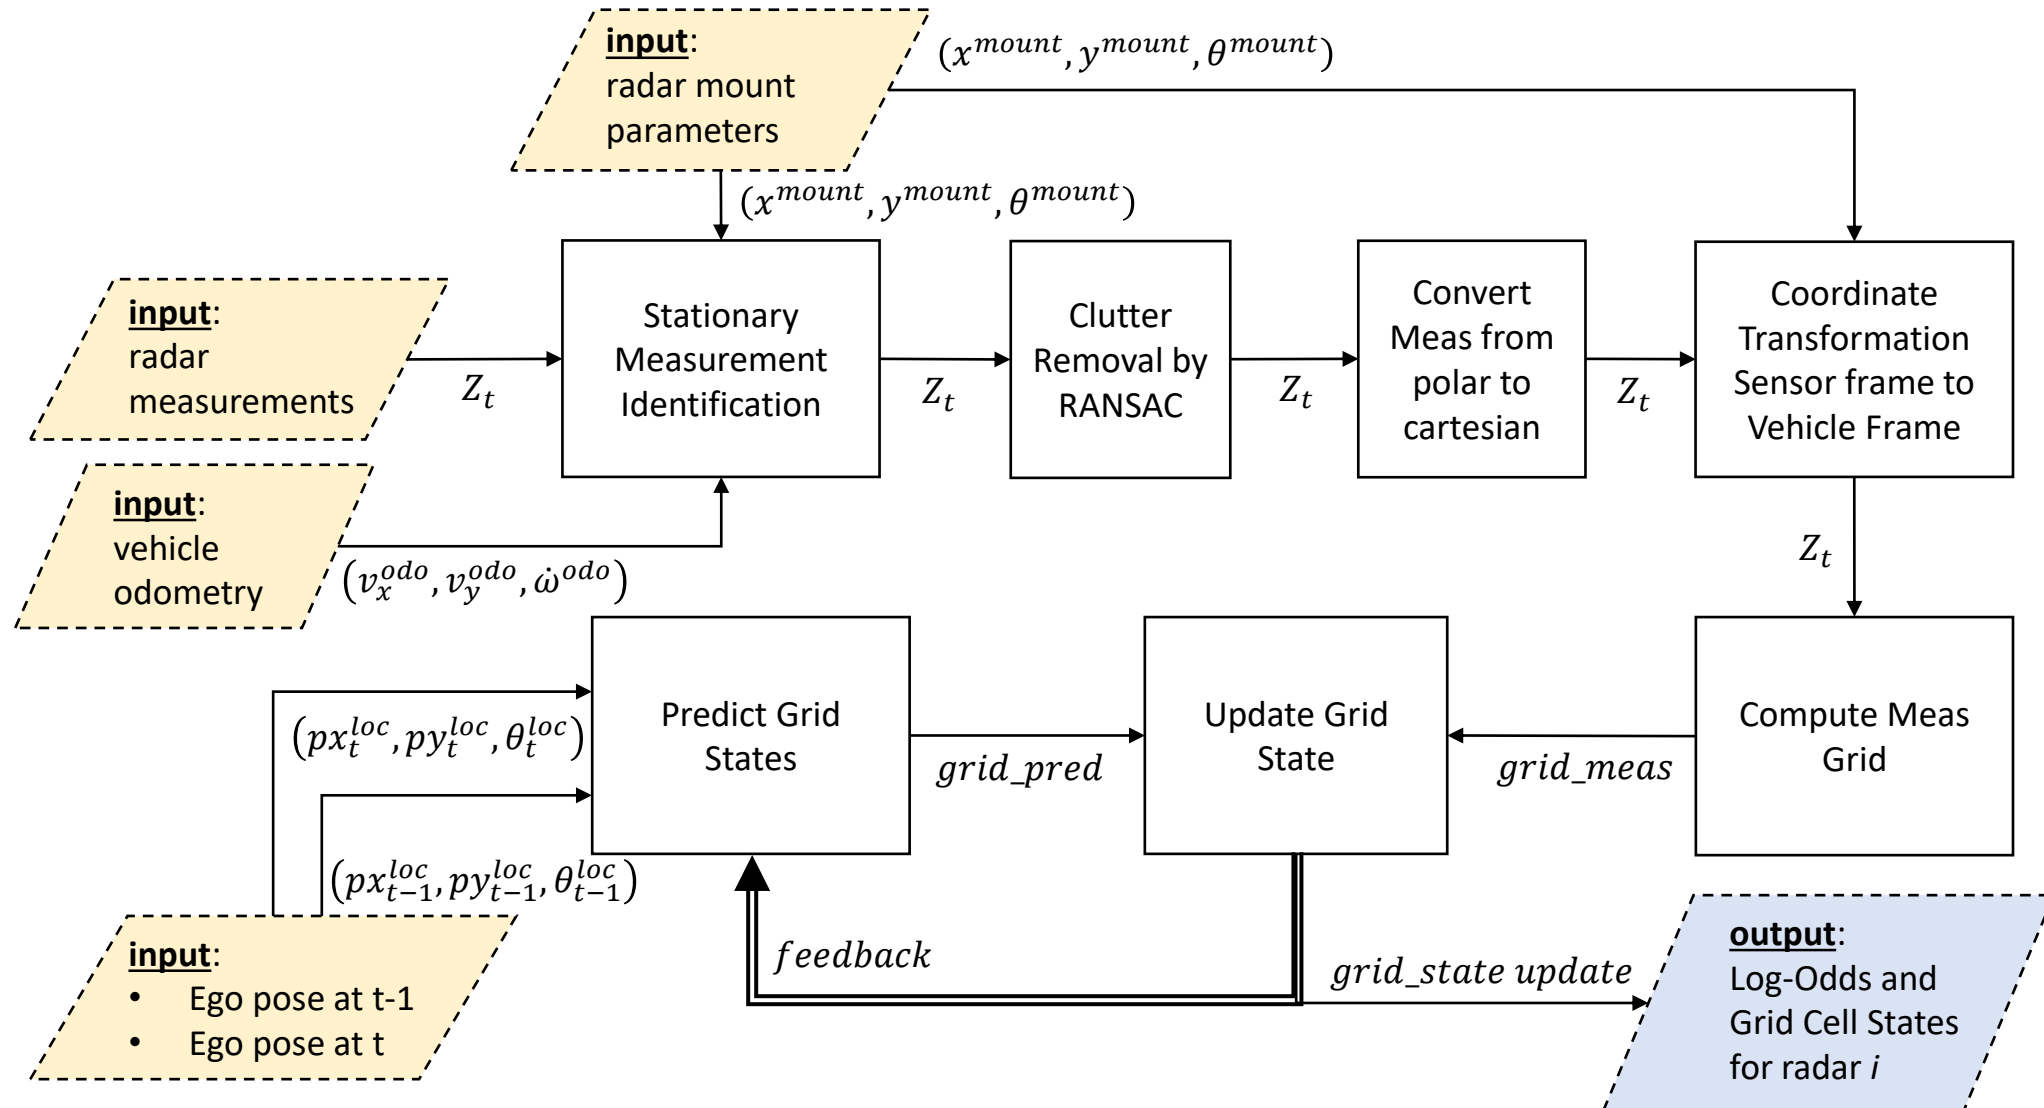 input:
radar mount
parameters
(x^{mount}, y^{mount}, θ^{mount})
(x^{mount}, y^{mount}, θ^{mount})
input:
radar
measurements
Z_t
Stationary
Measurement
Identification
Z_t
Clutter
Removal by
RANSAC
Z_t
Convert
Meas from
polar to
cartesian
Z_t
Coordinate
Transformation
Sensor frame to
Vehicle Frame
input:
vehicle
odometry
(v_x^{odo}, v_y^{odo}, ω̇^{odo})
Z_t
(px_t^{loc}, py_t^{loc}, θ_t^{loc})
Predict Grid
States
grid_pred
Update Grid
State
grid_meas
Compute Meas
Grid
(px_{t−1}^{loc}, py_{t−1}^{loc}, θ_{t−1}^{loc})
input:
• Ego pose at t-1
• Ego pose at t
feedback
grid_state update
output:
Log-Odds and
Grid Cell States
for radar i